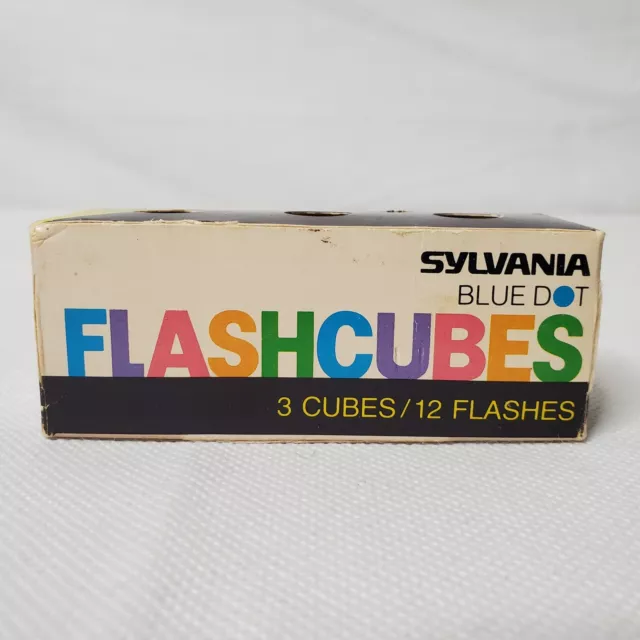 SYLVANIA
BLUE DOT
FLASHCUBES
3 CUBES/12 FLASHES